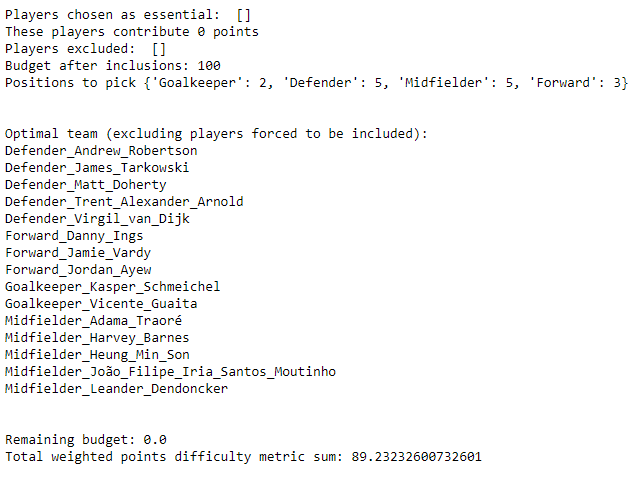 Players chosen as essential:  []
These players contribute 0 points
Players excluded:  []
Budget after inclusions: 100
Positions to pick {'Goalkeeper': 2, 'Defender': 5, 'Midfielder': 5, 'Forward': 3}
Optimal team (excluding players forced to be included):
Defender_Andrew_Robertson
Defender_James_Tarkowski
Defender_Matt_Doherty
Defender_Trent_Alexander_Arnold
Defender_Virgil_van_Dijk
Forward_Danny_Ings
Forward_Jamie_Vardy
Forward_Jordan_Ayew
Goalkeeper_Kasper_Schmeichel
Goalkeeper_Vicente_Guaita
Midfielder_Adama_Traoré
Midfielder_Harvey_Barnes
Midfielder_Heung_Min_Son
Midfielder_João_Filipe_Iria_Santos_Moutinho
Midfielder_Leander_Dendoncker
Remaining budget: 0.0
Total weighted points difficulty metric sum: 89.23232600732601